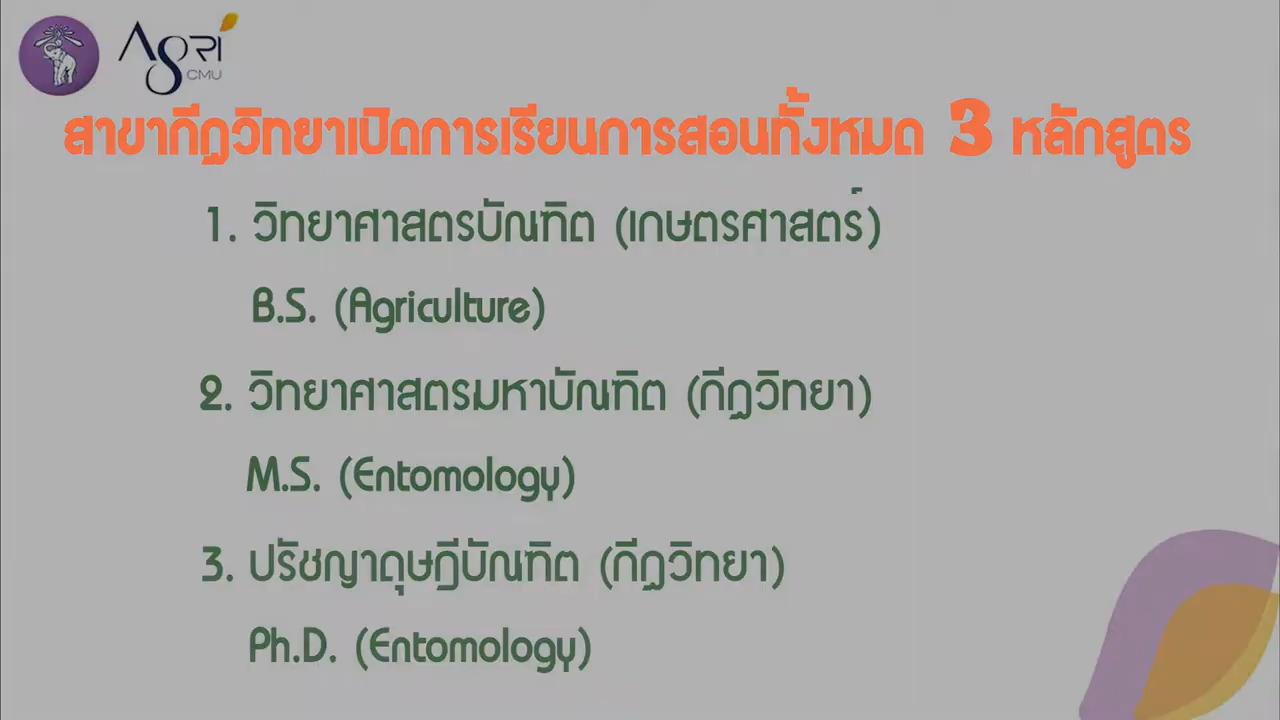 AgRI
CMU
สาขากีฏวิทยาเปิดการเรียนการสอนทั้งหมด 3 หลักสูตร
1. วิทยาศาสตรบัณฑิต (เกษตรศาสตร์)
B.S. (Agriculture)
2. วิทยาศาสตรมหาบัณฑิต (กีฏวิทยา)
M.S. (Entomology)
3. ปรัชญาดุษฎีบัณฑิต (กีฏวิทยา)
Ph.D. (Entomology)